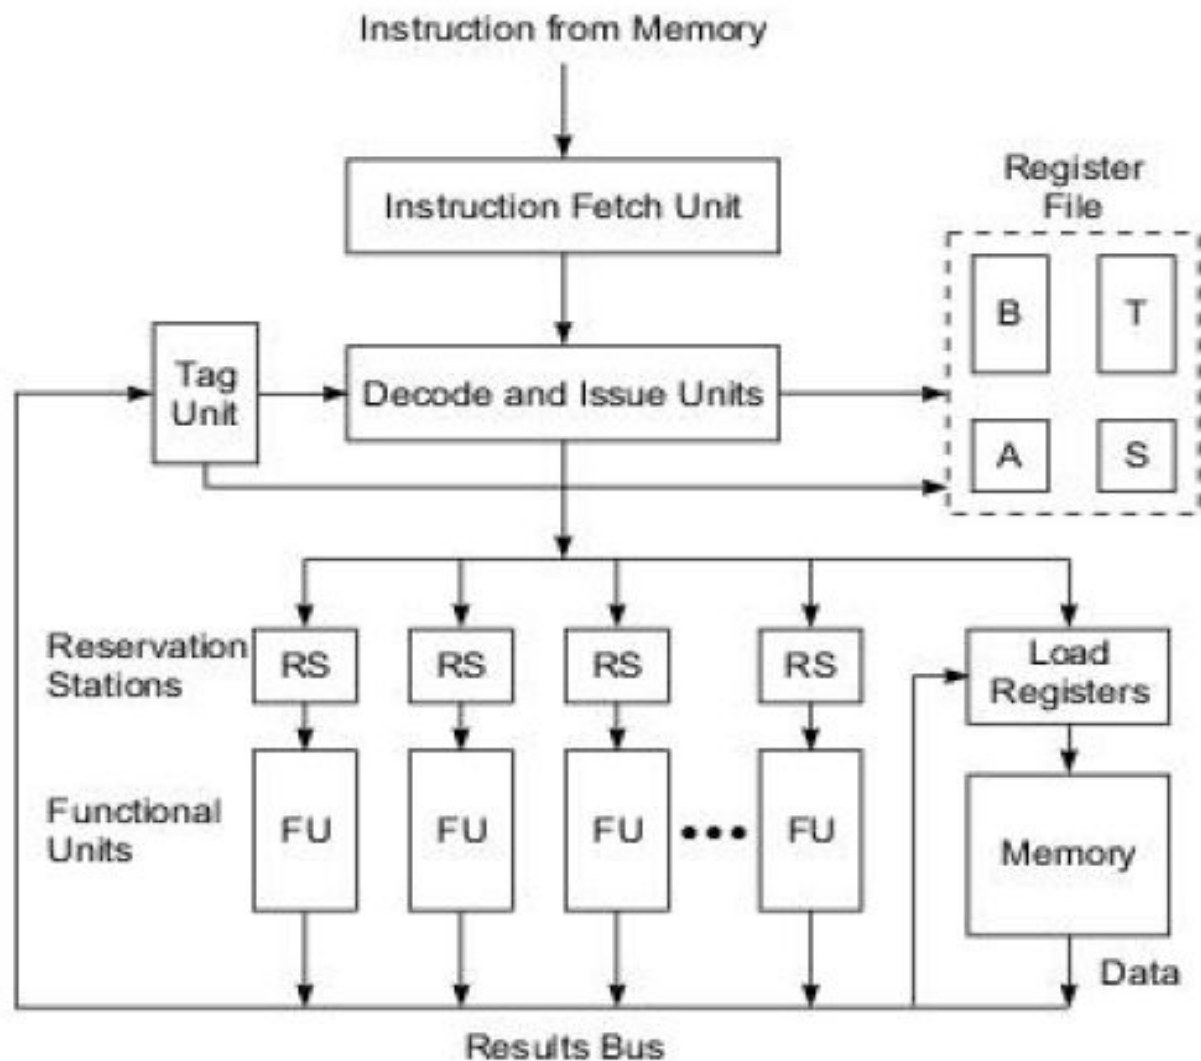 Instruction from Memory
Instruction Fetch Unit
Register
File
B
T
Tag
Unit
Decode and Issue Units
A
S
Reservation
Stations
RS
RS
RS
RS
Load
Registers
Functional
Units
FU
FU
FU
•••
FU
Memory
Data
Results Bus